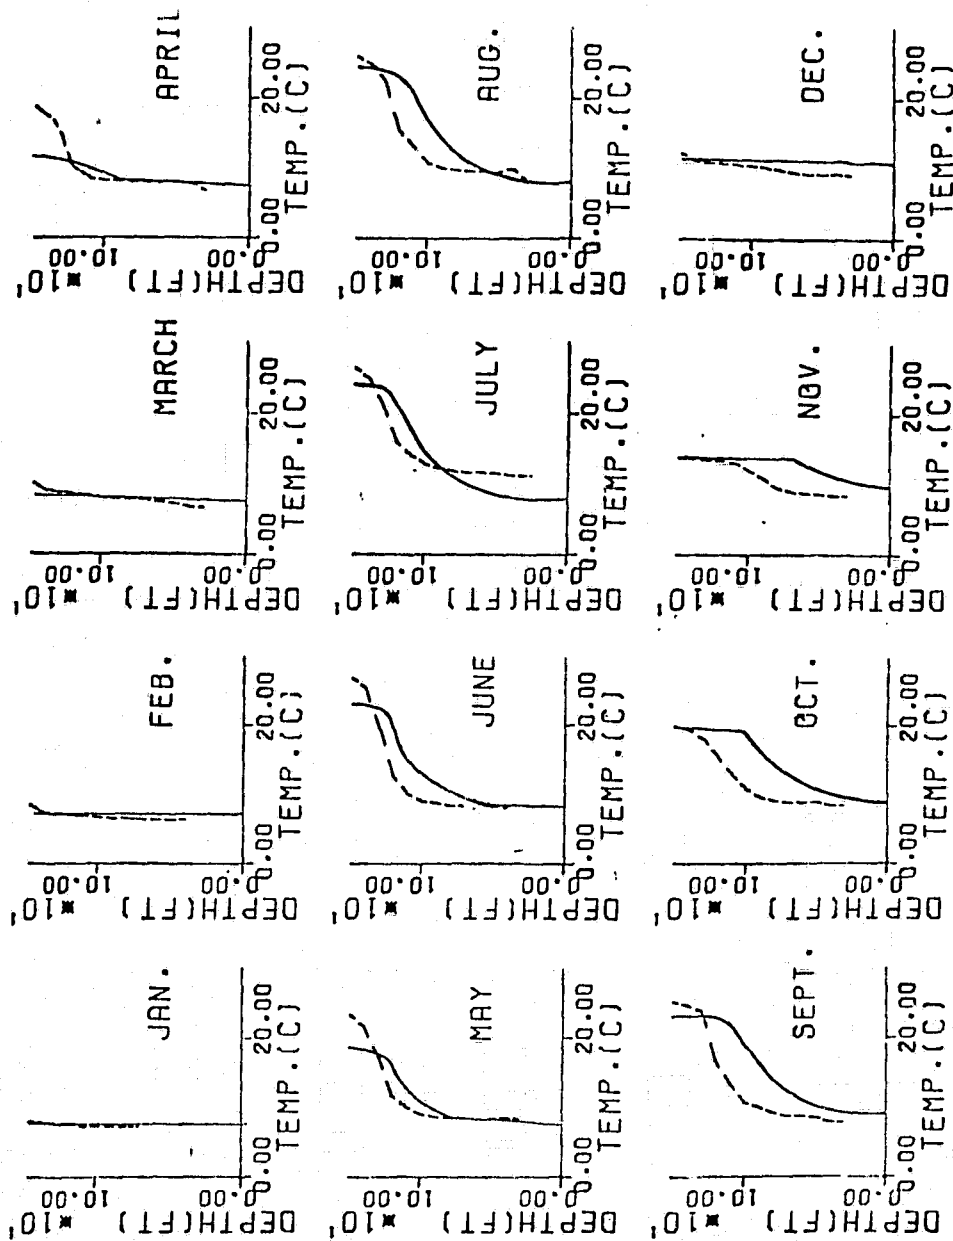 JAN.
DEPTH(FT) *10¹
10.00
0.00
0.00 20.00
TEMP.(C)
FEB.
DEPTH(FT) *10¹
10.00
0.00
0.00 20.00
TEMP.(C)
MARCH
DEPTH(FT) *10¹
10.00
0.00
0.00 20.00
TEMP.(C)
APRIL
DEPTH(FT) *10¹
10.00
0.00
0.00 20.00
TEMP.(C)
MAY
DEPTH(FT) *10¹
10.00
0.00
0.00 20.00
TEMP.(C)
JUNE
DEPTH(FT) *10¹
10.00
0.00
0.00 20.00
TEMP.(C)
JULY
DEPTH(FT) *10¹
10.00
0.00
0.00 20.00
TEMP.(C)
AUG.
DEPTH(FT) *10¹
10.00
0.00
0.00 20.00
TEMP.(C)
SEPT.
DEPTH(FT) *10¹
10.00
0.00
0.00 20.00
TEMP.(C)
OCT.
DEPTH(FT) *10¹
10.00
0.00
0.00 20.00
TEMP.(C)
NOV.
DEPTH(FT) *10¹
10.00
0.00
0.00 20.00
TEMP.(C)
DEC.
DEPTH(FT) *10¹
10.00
0.00
0.00 20.00
TEMP.(C)